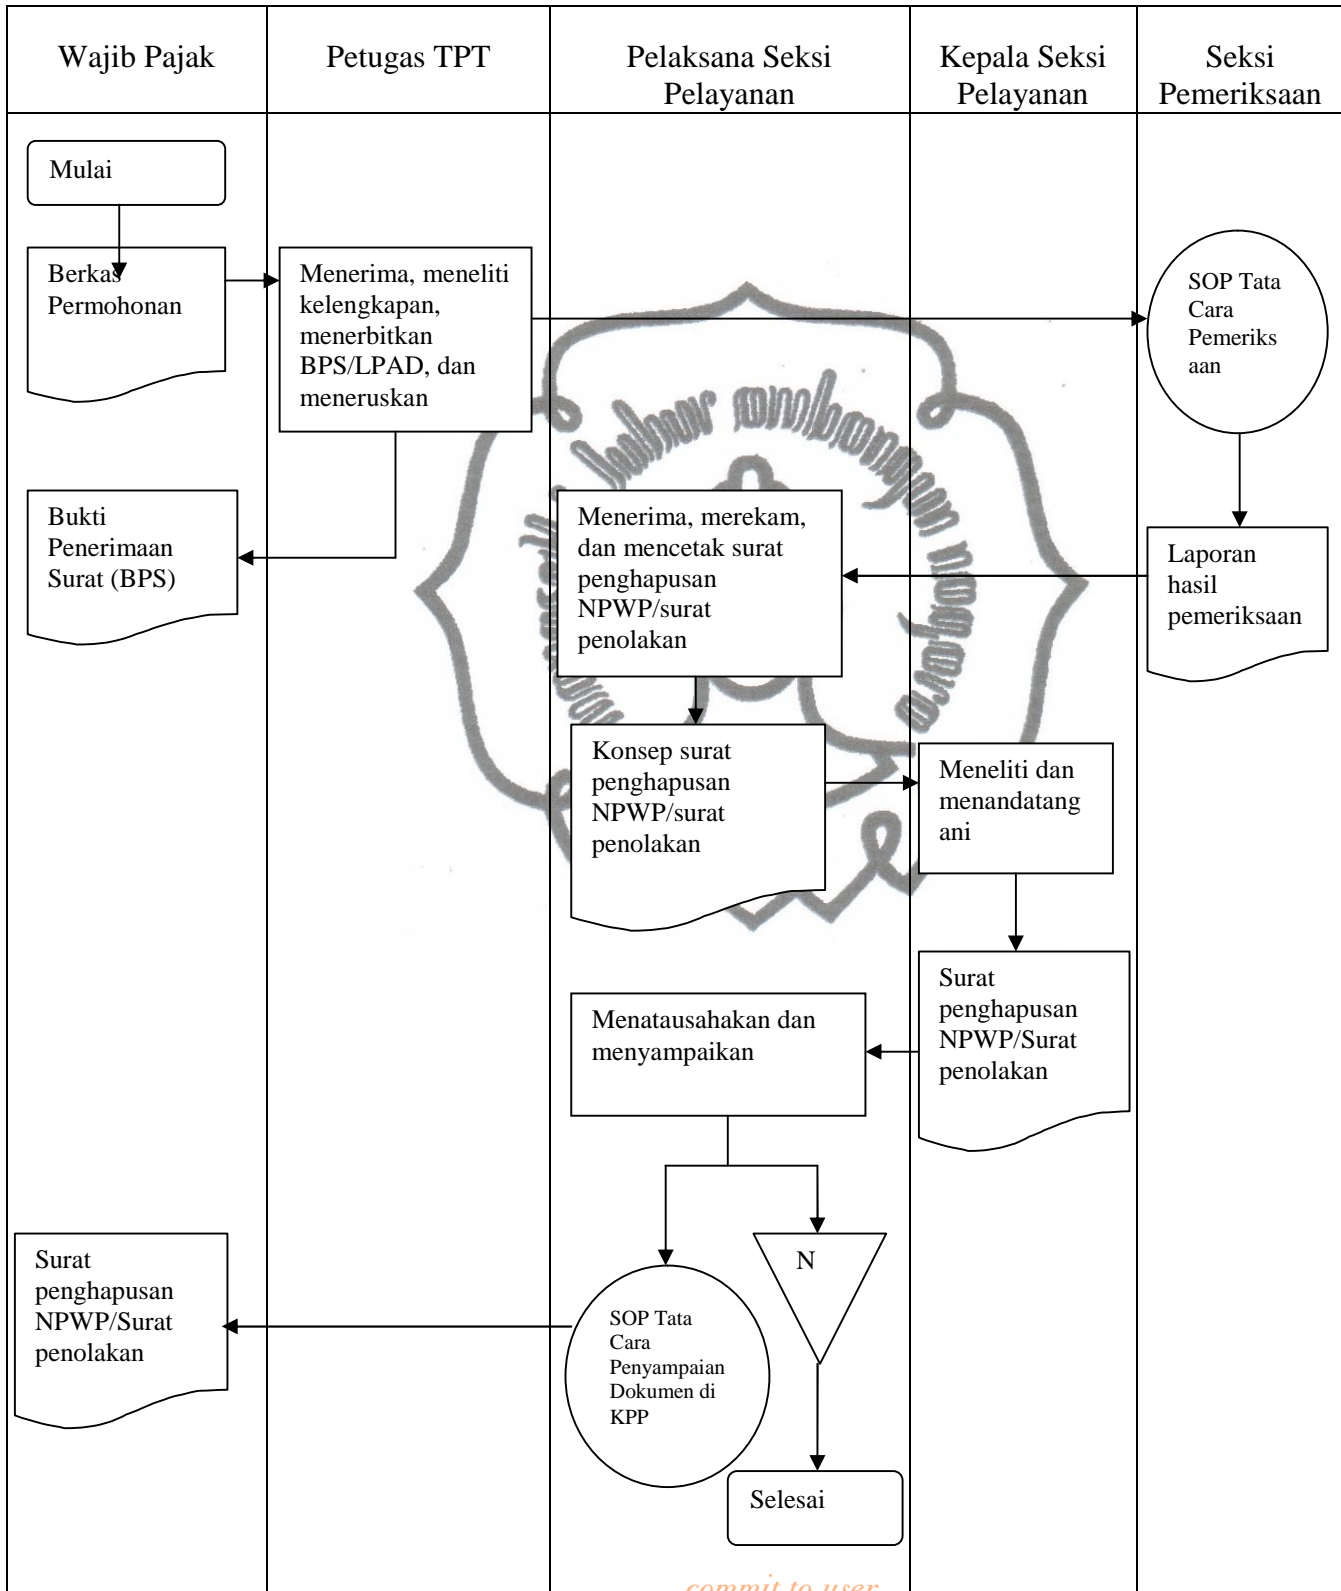 Wajib Pajak
Petugas TPT
Pelaksana Seksi
Pelayanan
Kepala Seksi
Pelayanan
Seksi
Pemeriksaan
Mulai
Berkas
Permohonan
Menerima, meneliti
kelengkapan,
menerbitkan
BPS/LPAD, dan
meneruskan
SOP Tata
Cara
Pemeriks
aan
Bukti
Penerimaan
Surat (BPS)
Menerima, merekam,
dan mencetak surat
penghapusan
NPWP/surat
penolakan
Laporan
hasil
pemeriksaan
Konsep surat
penghapusan
NPWP/surat
penolakan
Meneliti dan
menandatang
ani
Surat
penghapusan
NPWP/Surat
penolakan
Menatausahakan dan
menyampaikan
Surat
penghapusan
NPWP/Surat
penolakan
SOP Tata
Cara
Penyampaian
Dokumen di
KPP
N
Selesai
commit to user